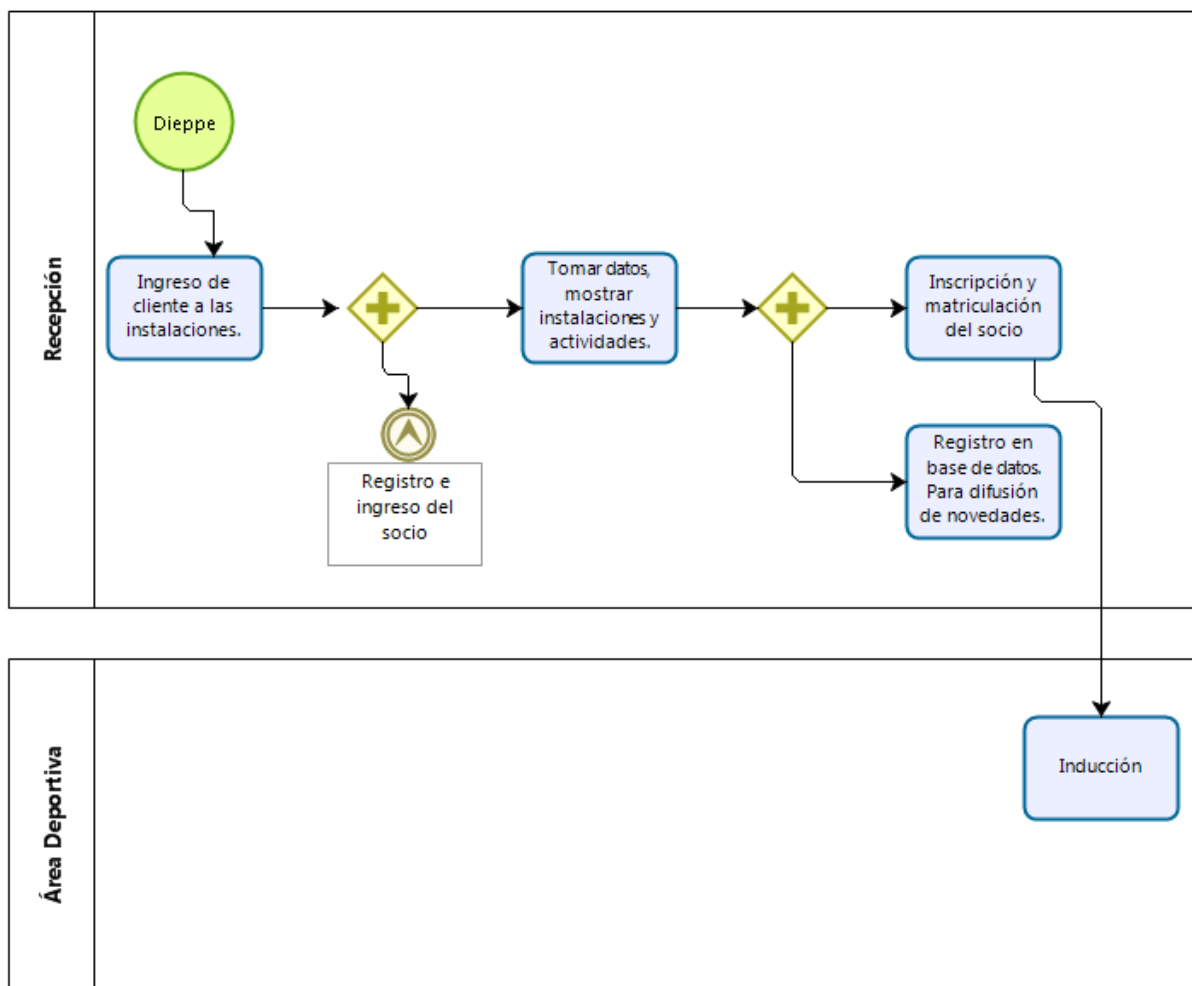 Recepción
Dieppe
Ingreso de
cliente a las
instalaciones.
Registro e
ingreso del
socio
Tomar datos,
mostrar
instalaciones y
actividades.
Inscripción y
matriculación
del socio
Registro en
base de datos.
Para difusión
de novedades.
Área Deportiva
Inducción